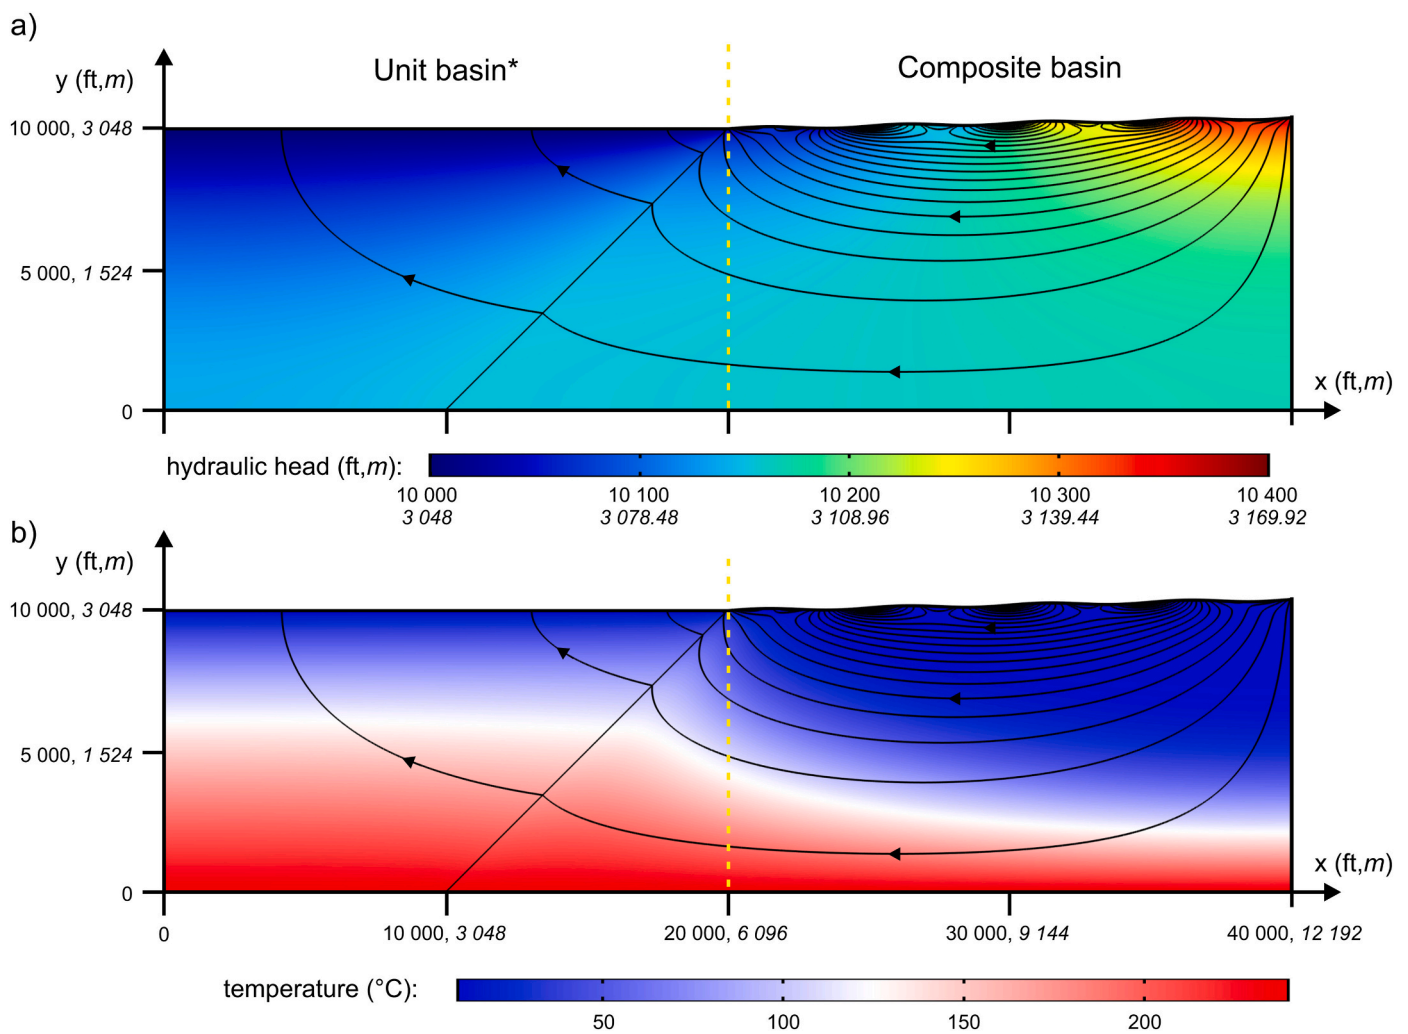 a)
Unit basin*
Composite basin
y (ft,m)
10 000, 3 048
5 000, 1 524
0
x (ft,m)
hydraulic head (ft,m):
10 000 10 100 10 200 10 300 10 400
3 048 3 078.48 3 108.96 3 139.44 3 169.92
b)
y (ft,m)
10 000, 3 048
5 000, 1 524
0
x (ft,m)
0 10 000, 3 048 20 000, 6 096 30 000, 9 144 40 000, 12 192
temperature (°C):
50 100 150 200